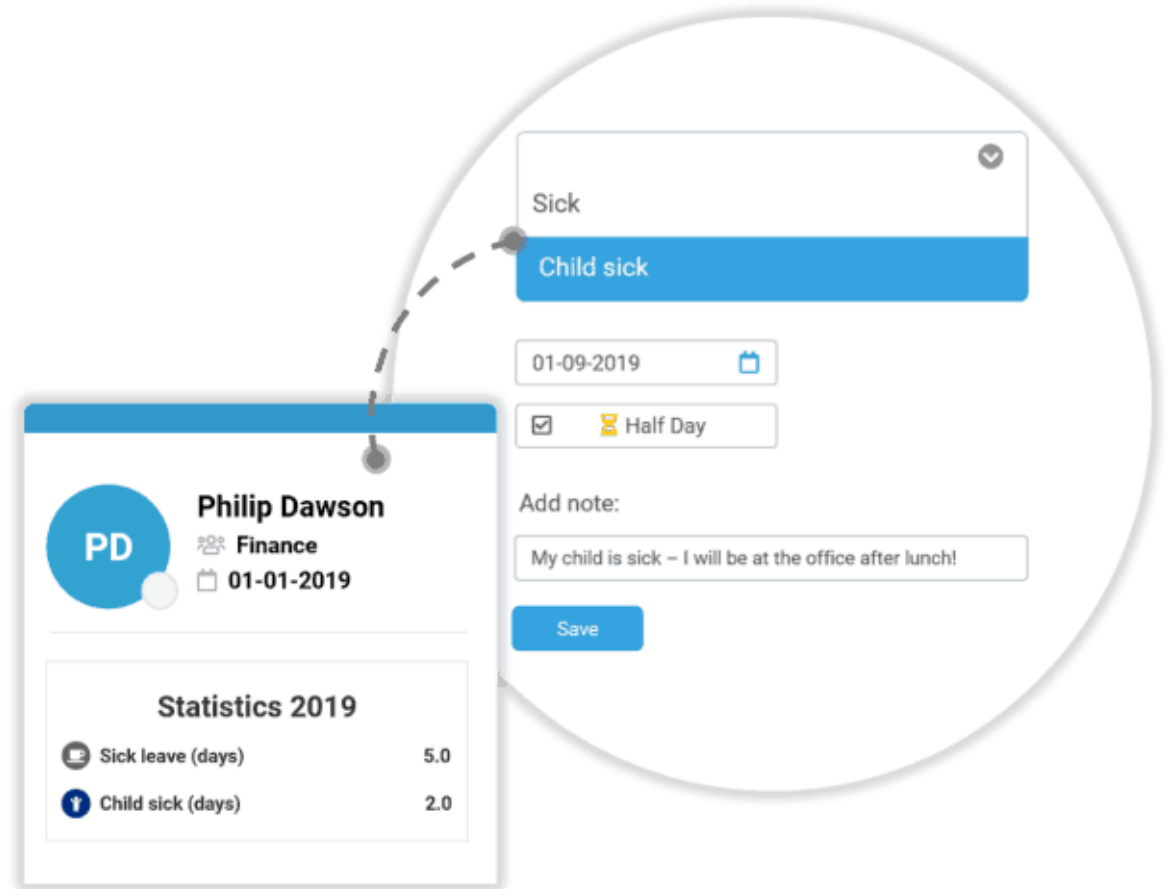 Sick
Child sick
01-09-2019
Half Day
Add note:
My child is sick – I will be at the office after lunch!
Save
PD
Philip Dawson
Finance
01-01-2019
Statistics 2019
Sick leave (days) 5.0
Child sick (days) 2.0